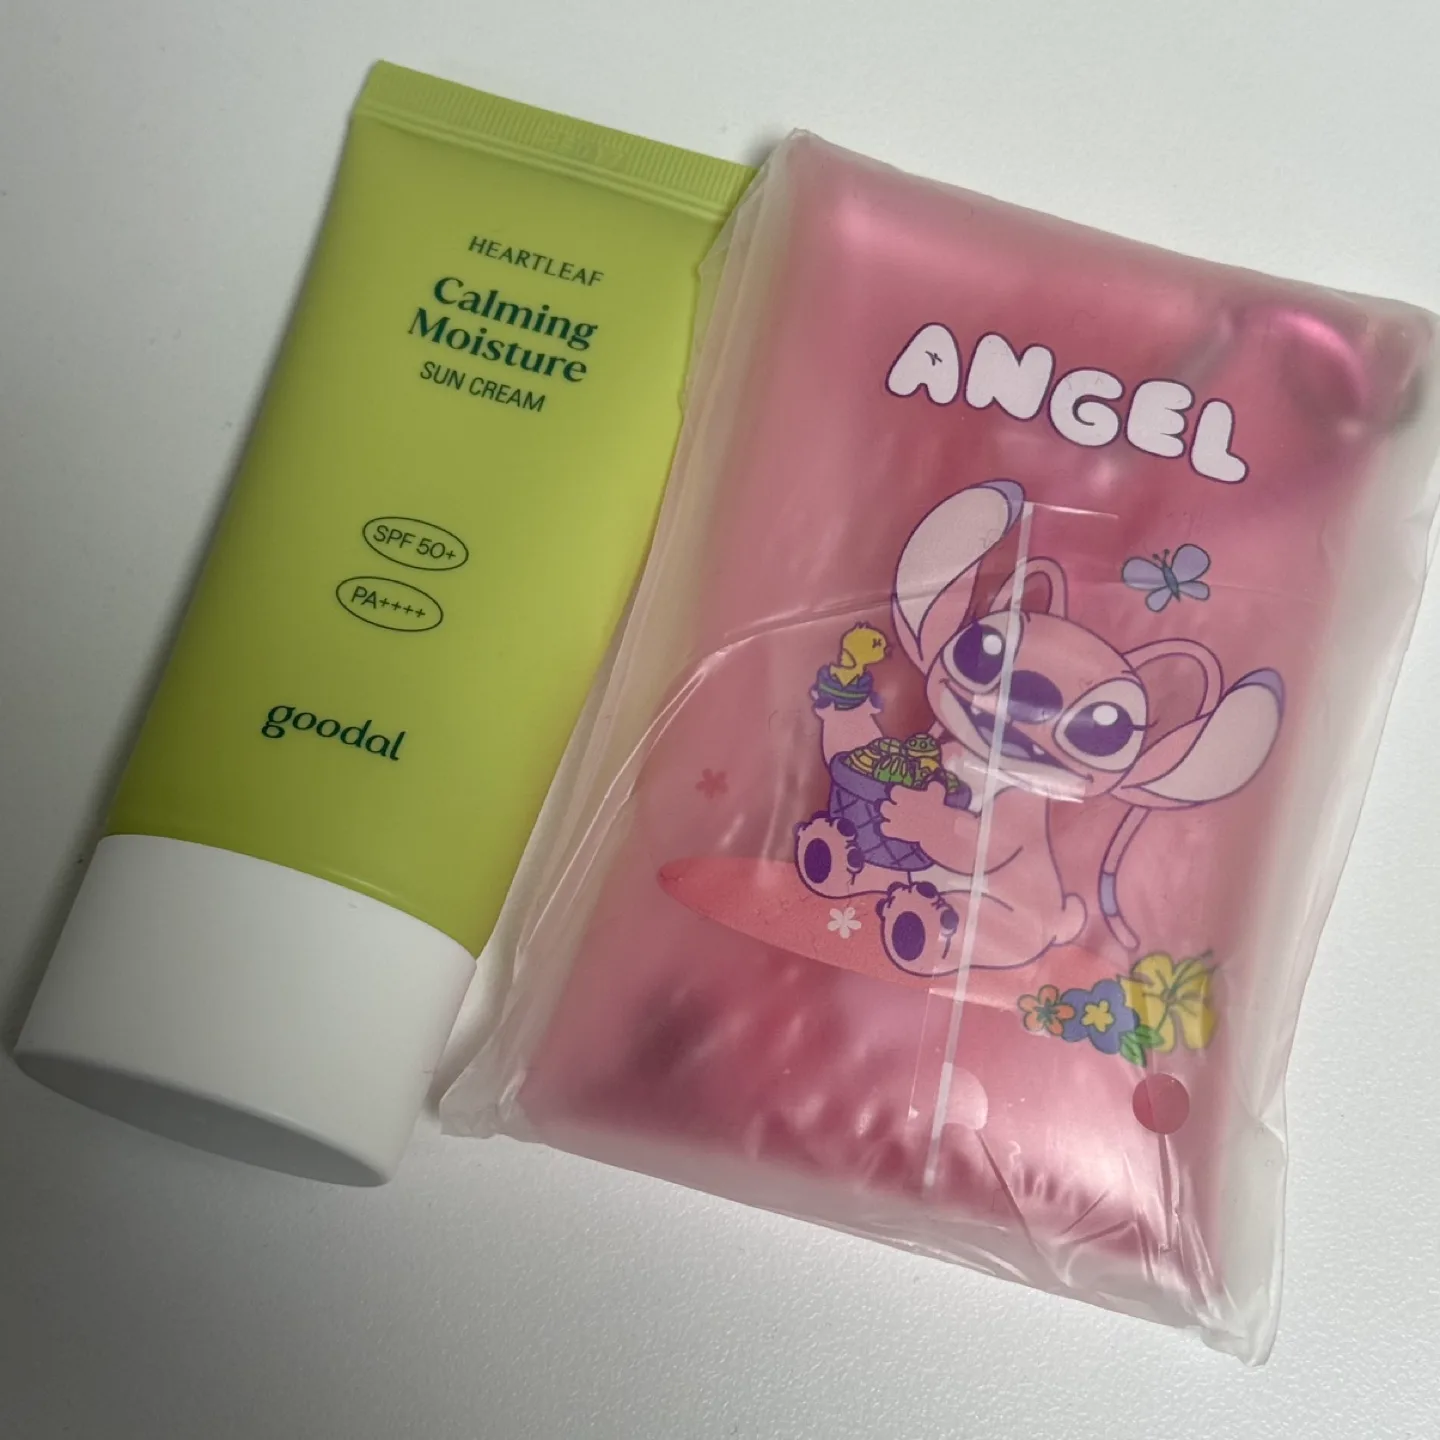 HEARTLEAF
Calming
Moisture
SUN CREAM
SPF 50+
PA++++
goodal
ANGEL